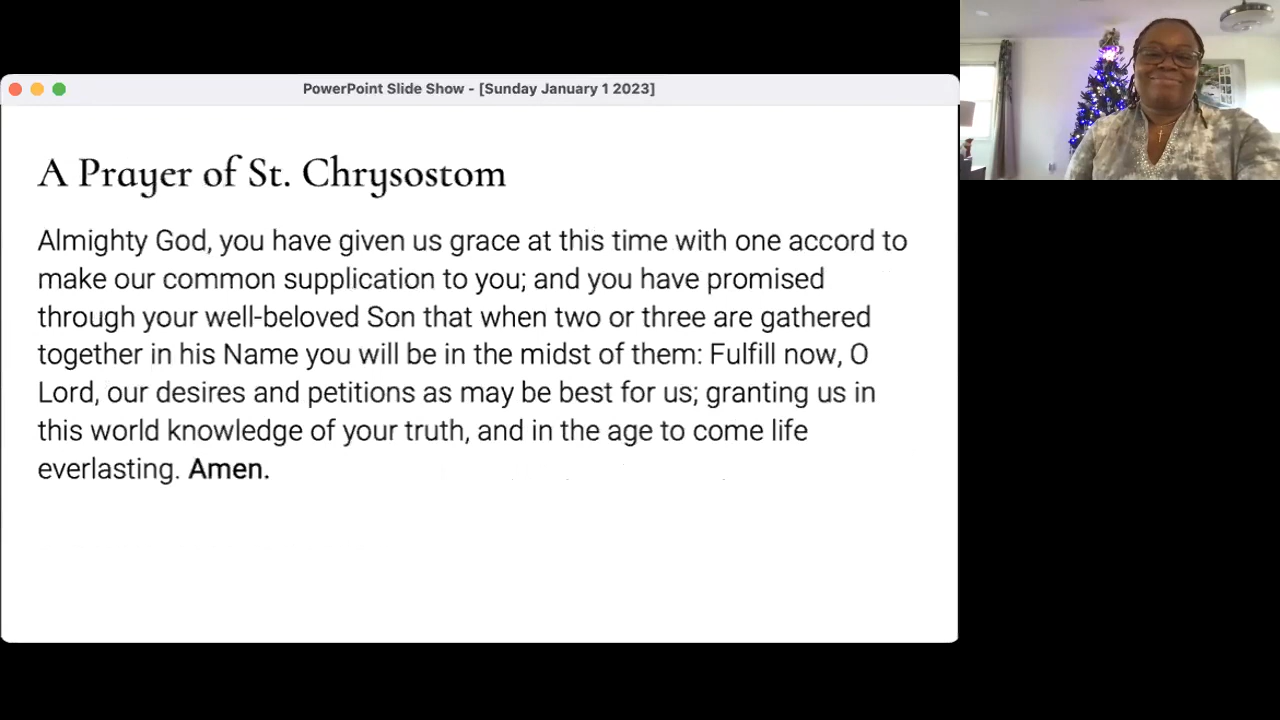 PowerPoint Slide Show - [Sunday January 1 2023]
A Prayer of St. Chrysostom
Almighty God, you have given us grace at this time with one accord to
make our common supplication to you; and you have promised
through your well-beloved Son that when two or three are gathered
together in his Name you will be in the midst of them: Fulfill now, O
Lord, our desires and petitions as may be best for us; granting us in
this world knowledge of your truth, and in the age to come life
everlasting. Amen.